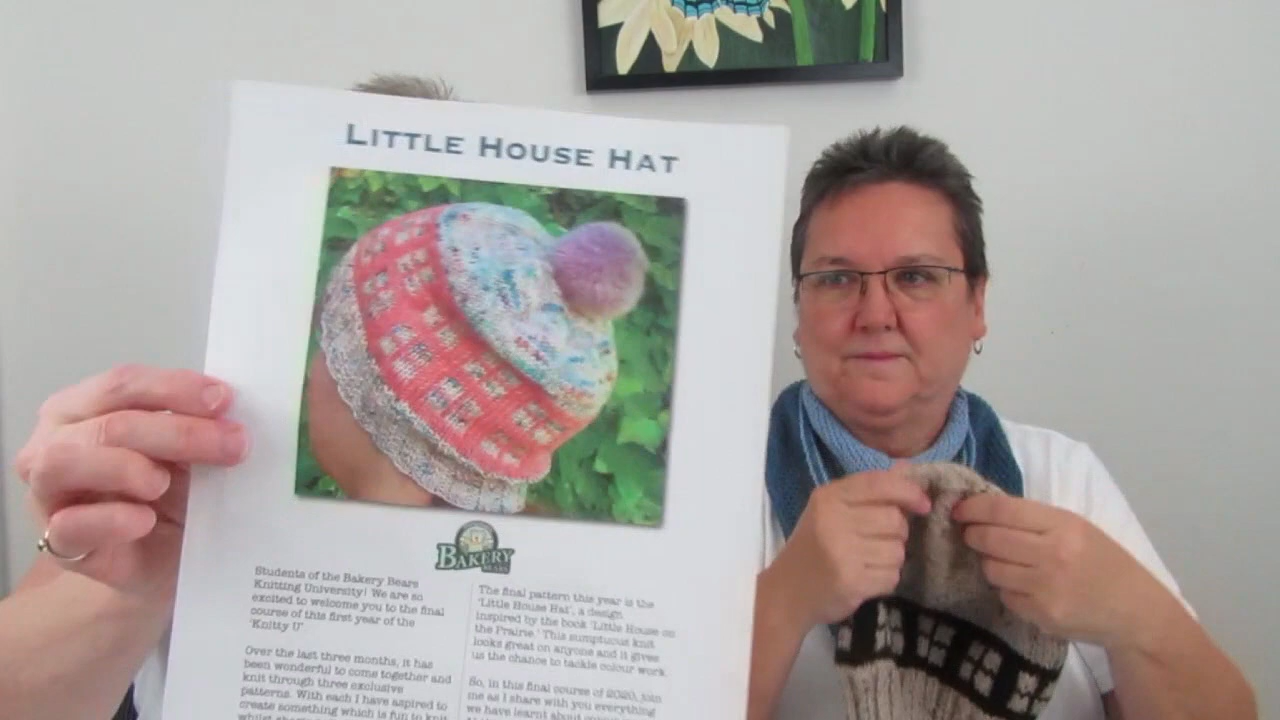 LITTLE HOUSE HAT
BAKERY
BEARS
Students of the Bakery Bears
Knitting University! We are so
excited to welcome you to the final
course of this first year of the
'Knitty U'
Over the last three months, it has
been wonderful to come together and
knit through three exclusive
patterns. With each I have aspired to
create something which is fun to knit
The final pattern this year is the
'Little House Hat', a design
inspired by the book 'Little House on
the Prairie.' This sumptuous knit
looks great on anyone and it gives
us the chance to tackle colour work.
So, in this final course of 2020, join
me as I share with you everything
we have learnt about